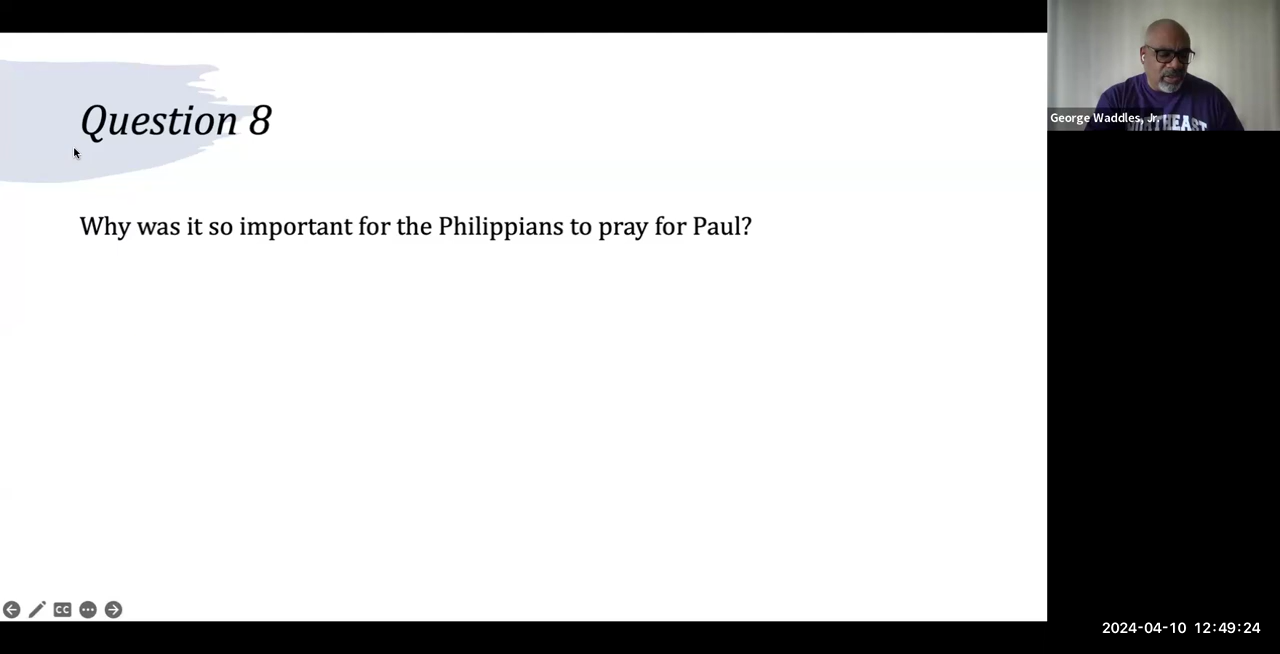 Question 8
Why was it so important for the Philippians to pray for Paul?
George Waddles, Jr.
CC
2024-04-10 12:49:24